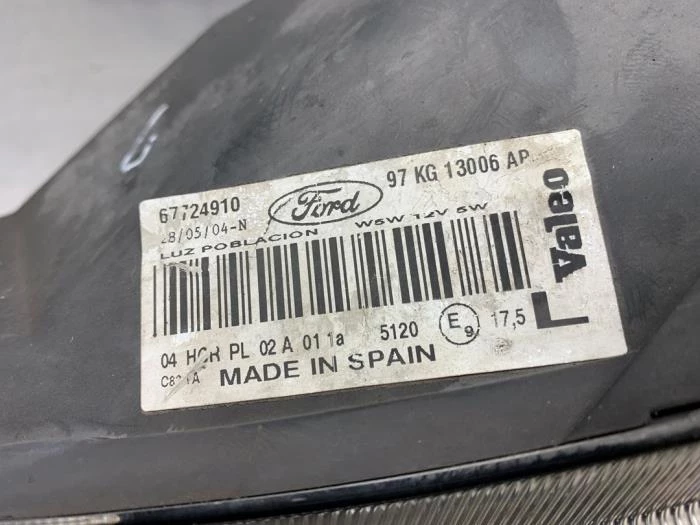 67724910 Ford 97 KG 13006 AP
28/05/04-N
LUZ POBLACION W5W 12V 5W
Valeo
L
04 HCR PL 02 A 01 1a 5120 E9 17,5
MADE IN SPAIN